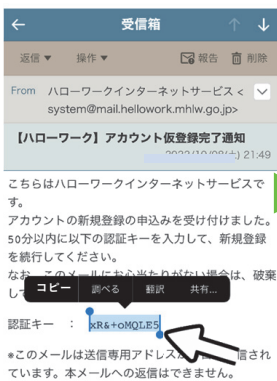 受信箱
返信 ▼ 操作 ▼ 報告 削除
From ハローワークインターネットサービス <
system@mail.hellowork.mhlw.go.jp>
【ハローワーク】アカウント仮登録完了通知
21:49
こちらはハローワークインターネットサービスで
す。
アカウントの新規登録の申込みを受け付けました。
50分以内に以下の認証キーを入力して、新規登録
を続行してください。
なお、このメールにお心当たりがない場合は、破棄
し
コピー 調べる 翻訳 共有...
認証キー : xR&+oMQLE5
※このメールは送信専用アドレスか 信され
ています。本メールへの返信はできません。